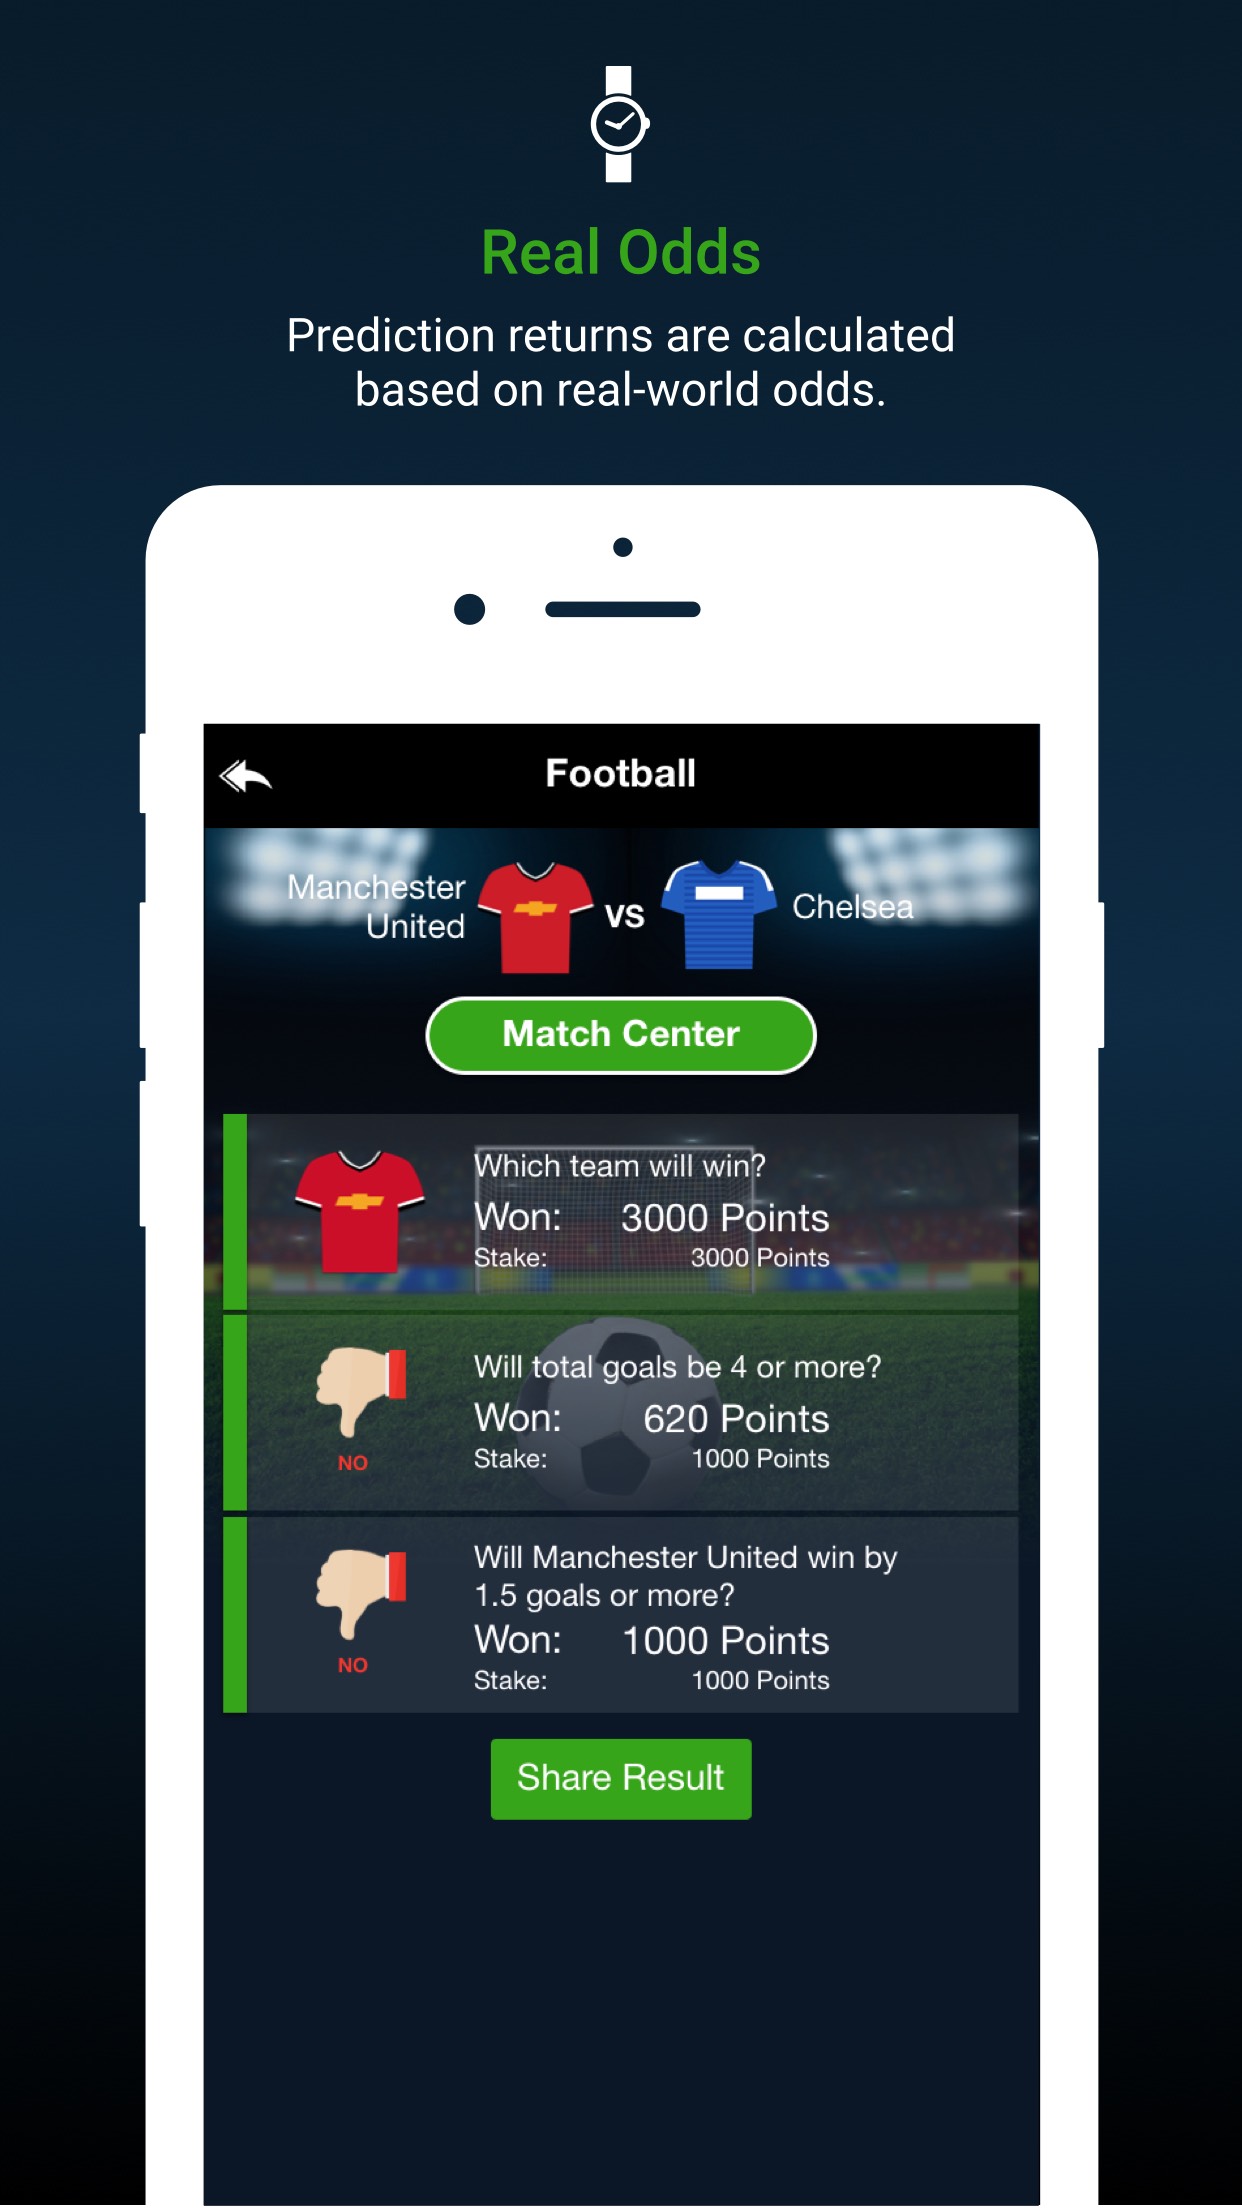 Real Odds
Prediction returns are calculated
based on real-world odds.
Football
Manchester
United
VS
Chelsea
Match Center
Which team will win?
Won: 3000 Points
Stake: 3000 Points
Will total goals be 4 or more?
Won: 620 Points
Stake: 1000 Points
NO
Will Manchester United win by
1.5 goals or more?
Won: 1000 Points
Stake: 1000 Points
NO
Share Result